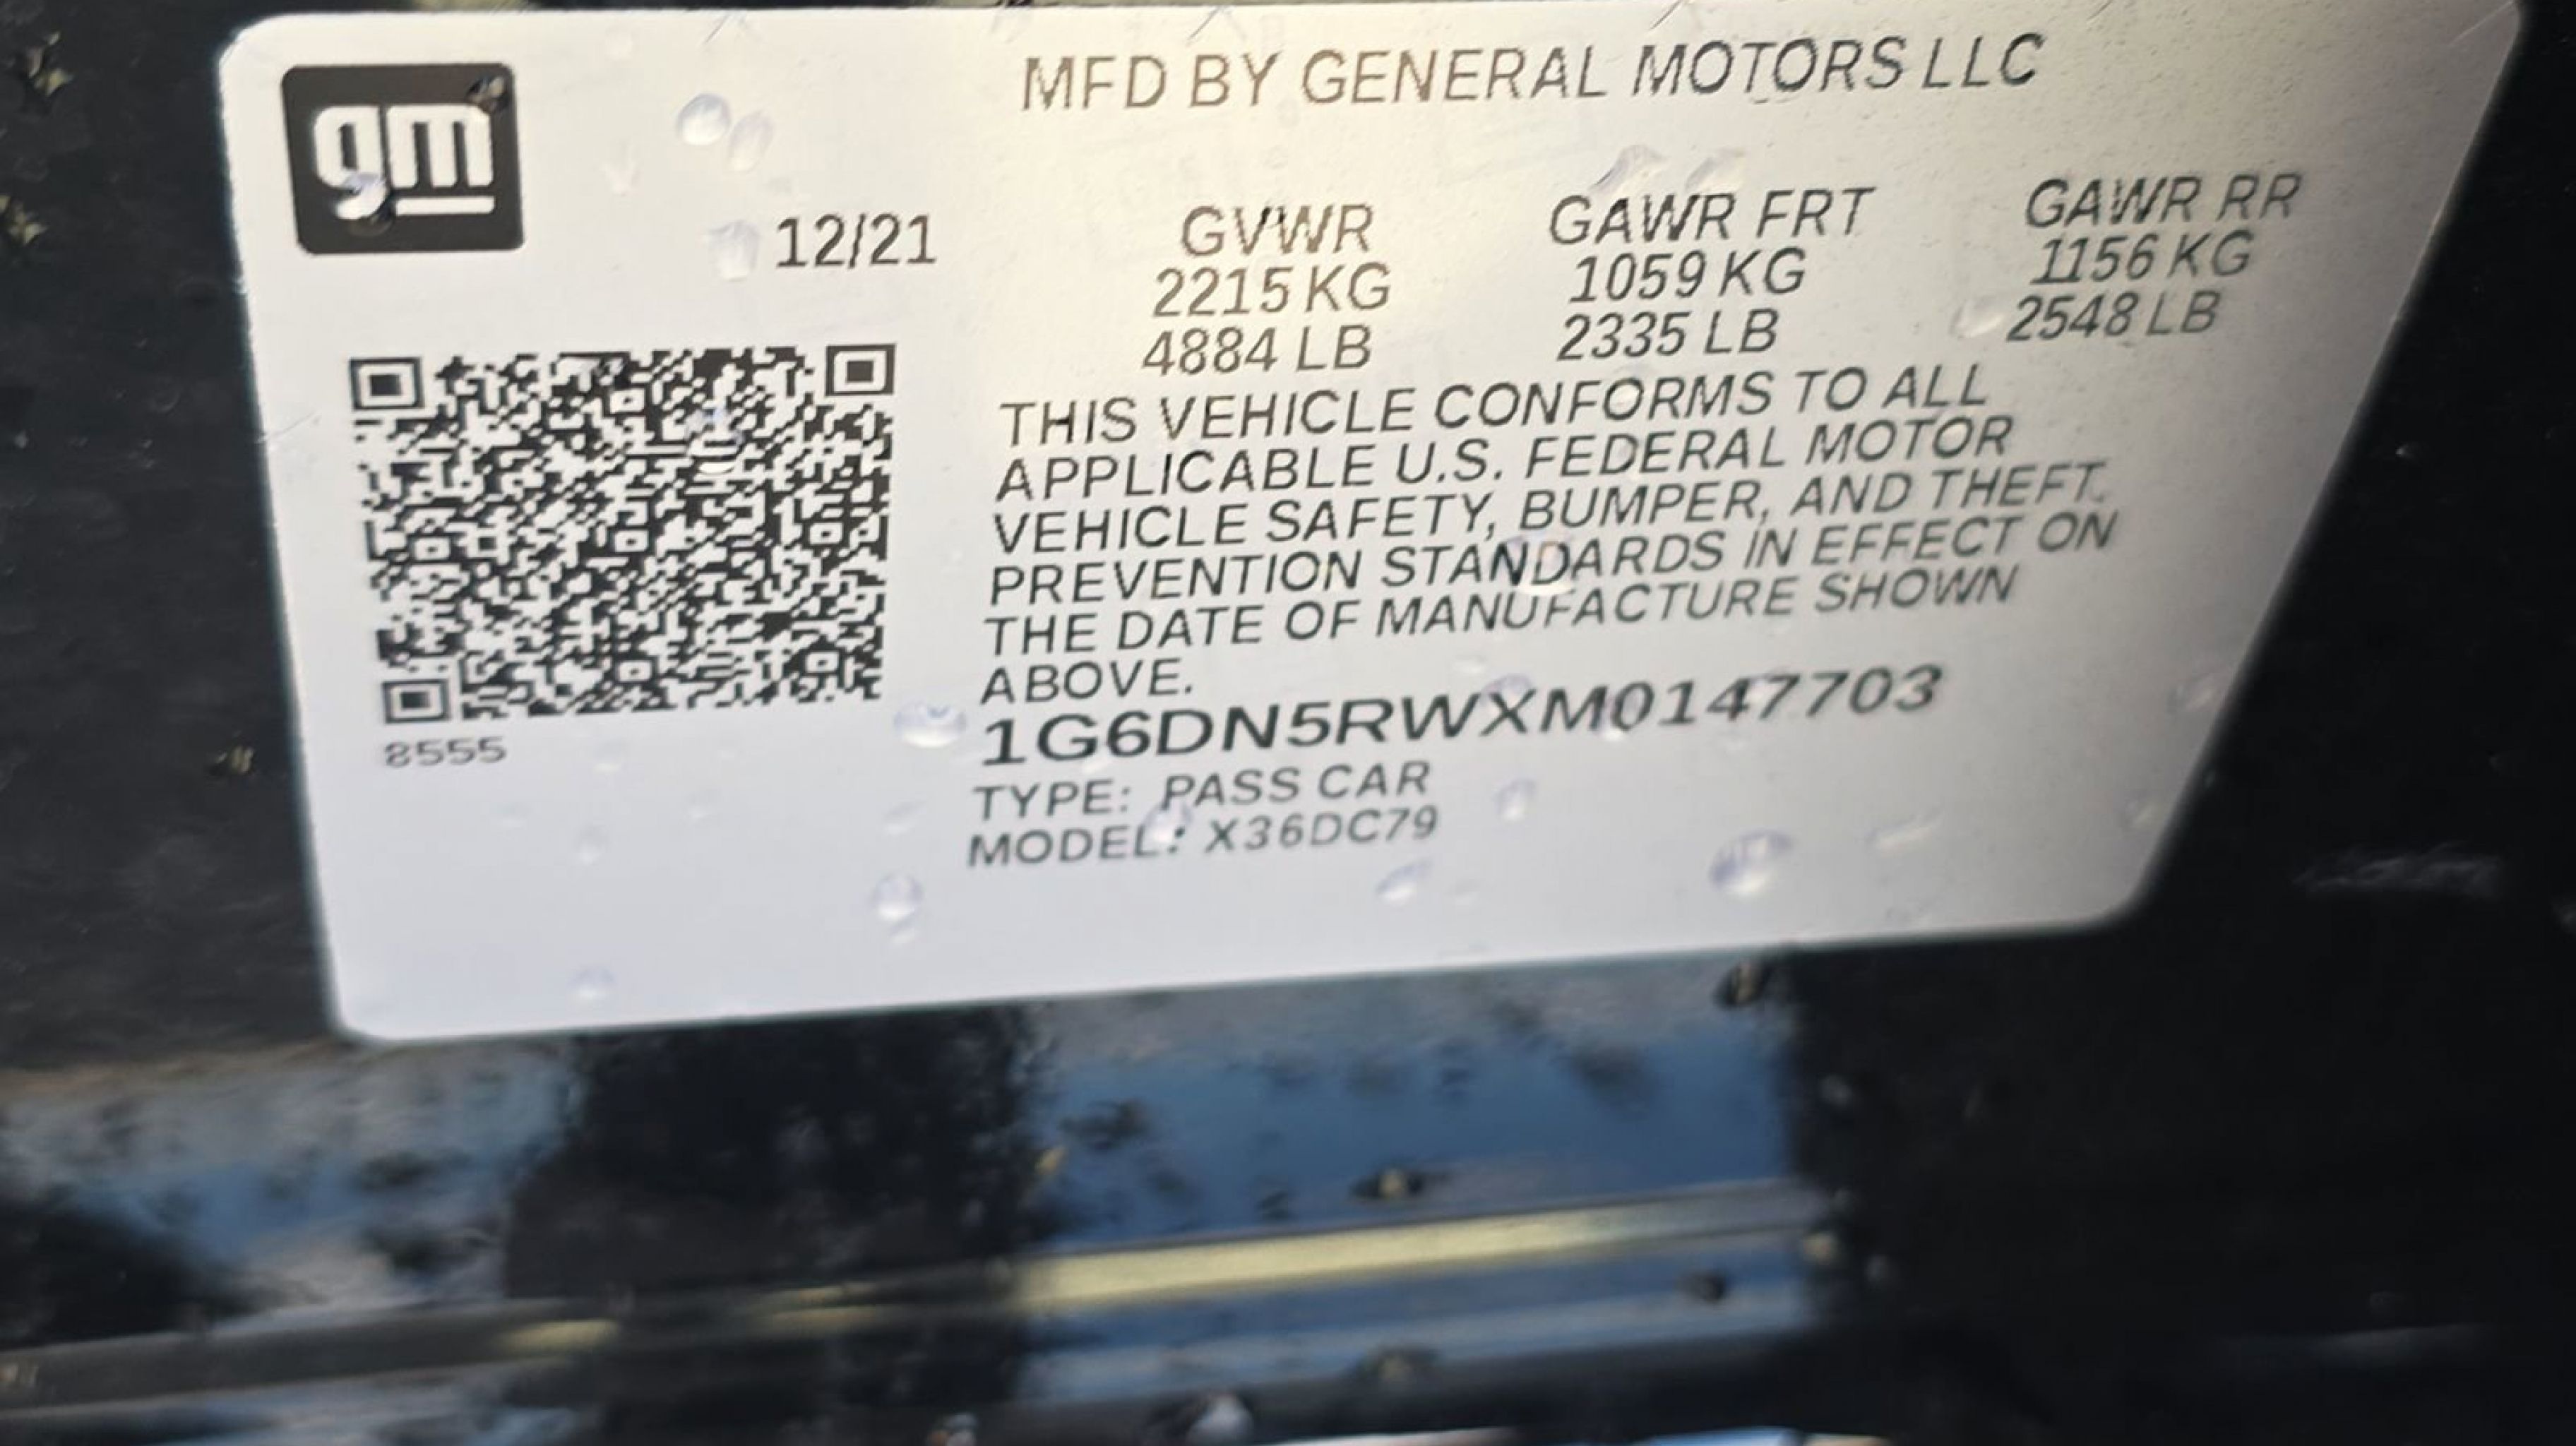 gm
MFD BY GENERAL MOTORS LLC
12/21
GVWR
2215 KG
4884 LB
GAWR FRT
1059 KG
2335 LB
GAWR RR
1156 KG
2548 LB
THIS VEHICLE CONFORMS TO ALL
APPLICABLE U.S. FEDERAL MOTOR
VEHICLE SAFETY, BUMPER, AND THEFT
PREVENTION STANDARDS IN EFFECT ON
THE DATE OF MANUFACTURE SHOWN
ABOVE.
8555
1G6DN5RWXM0147703
TYPE: PASS CAR
MODEL: X36DC79